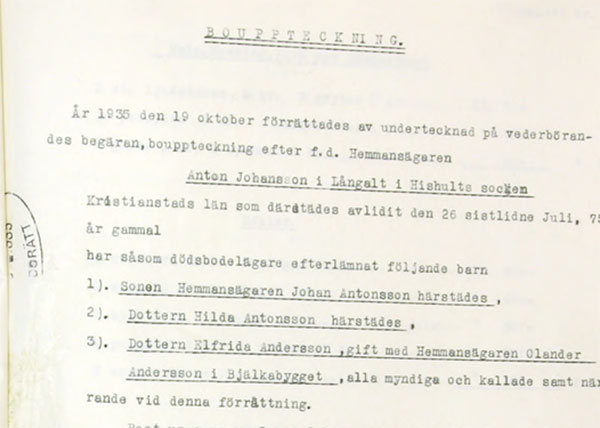 BOUPPTECKNING.
År 1935 den 19 oktober förrättades av undertecknad på vederböran-
des begäran,bouppteckning efter f.d. Hemmansägaren
Anton Johansson i Långalt i Hishults socken
Kristianstads län som därstädes avlidit den 26 sistlidne Juli, 75
år gammal
har såsom dödsbodelägare efterlämnat följande barn
1). Sonen Hemmansägaren Johan Antonsson härstädes ,
2). Dottern Hilda Antonsson härstädes ,
3). Dottern Elfrida Andersson ,gift med Hemmansägaren Olander
Andersson i Bjälkabygget ,alla myndiga och kallade samt när
rande vid denna förrättning.